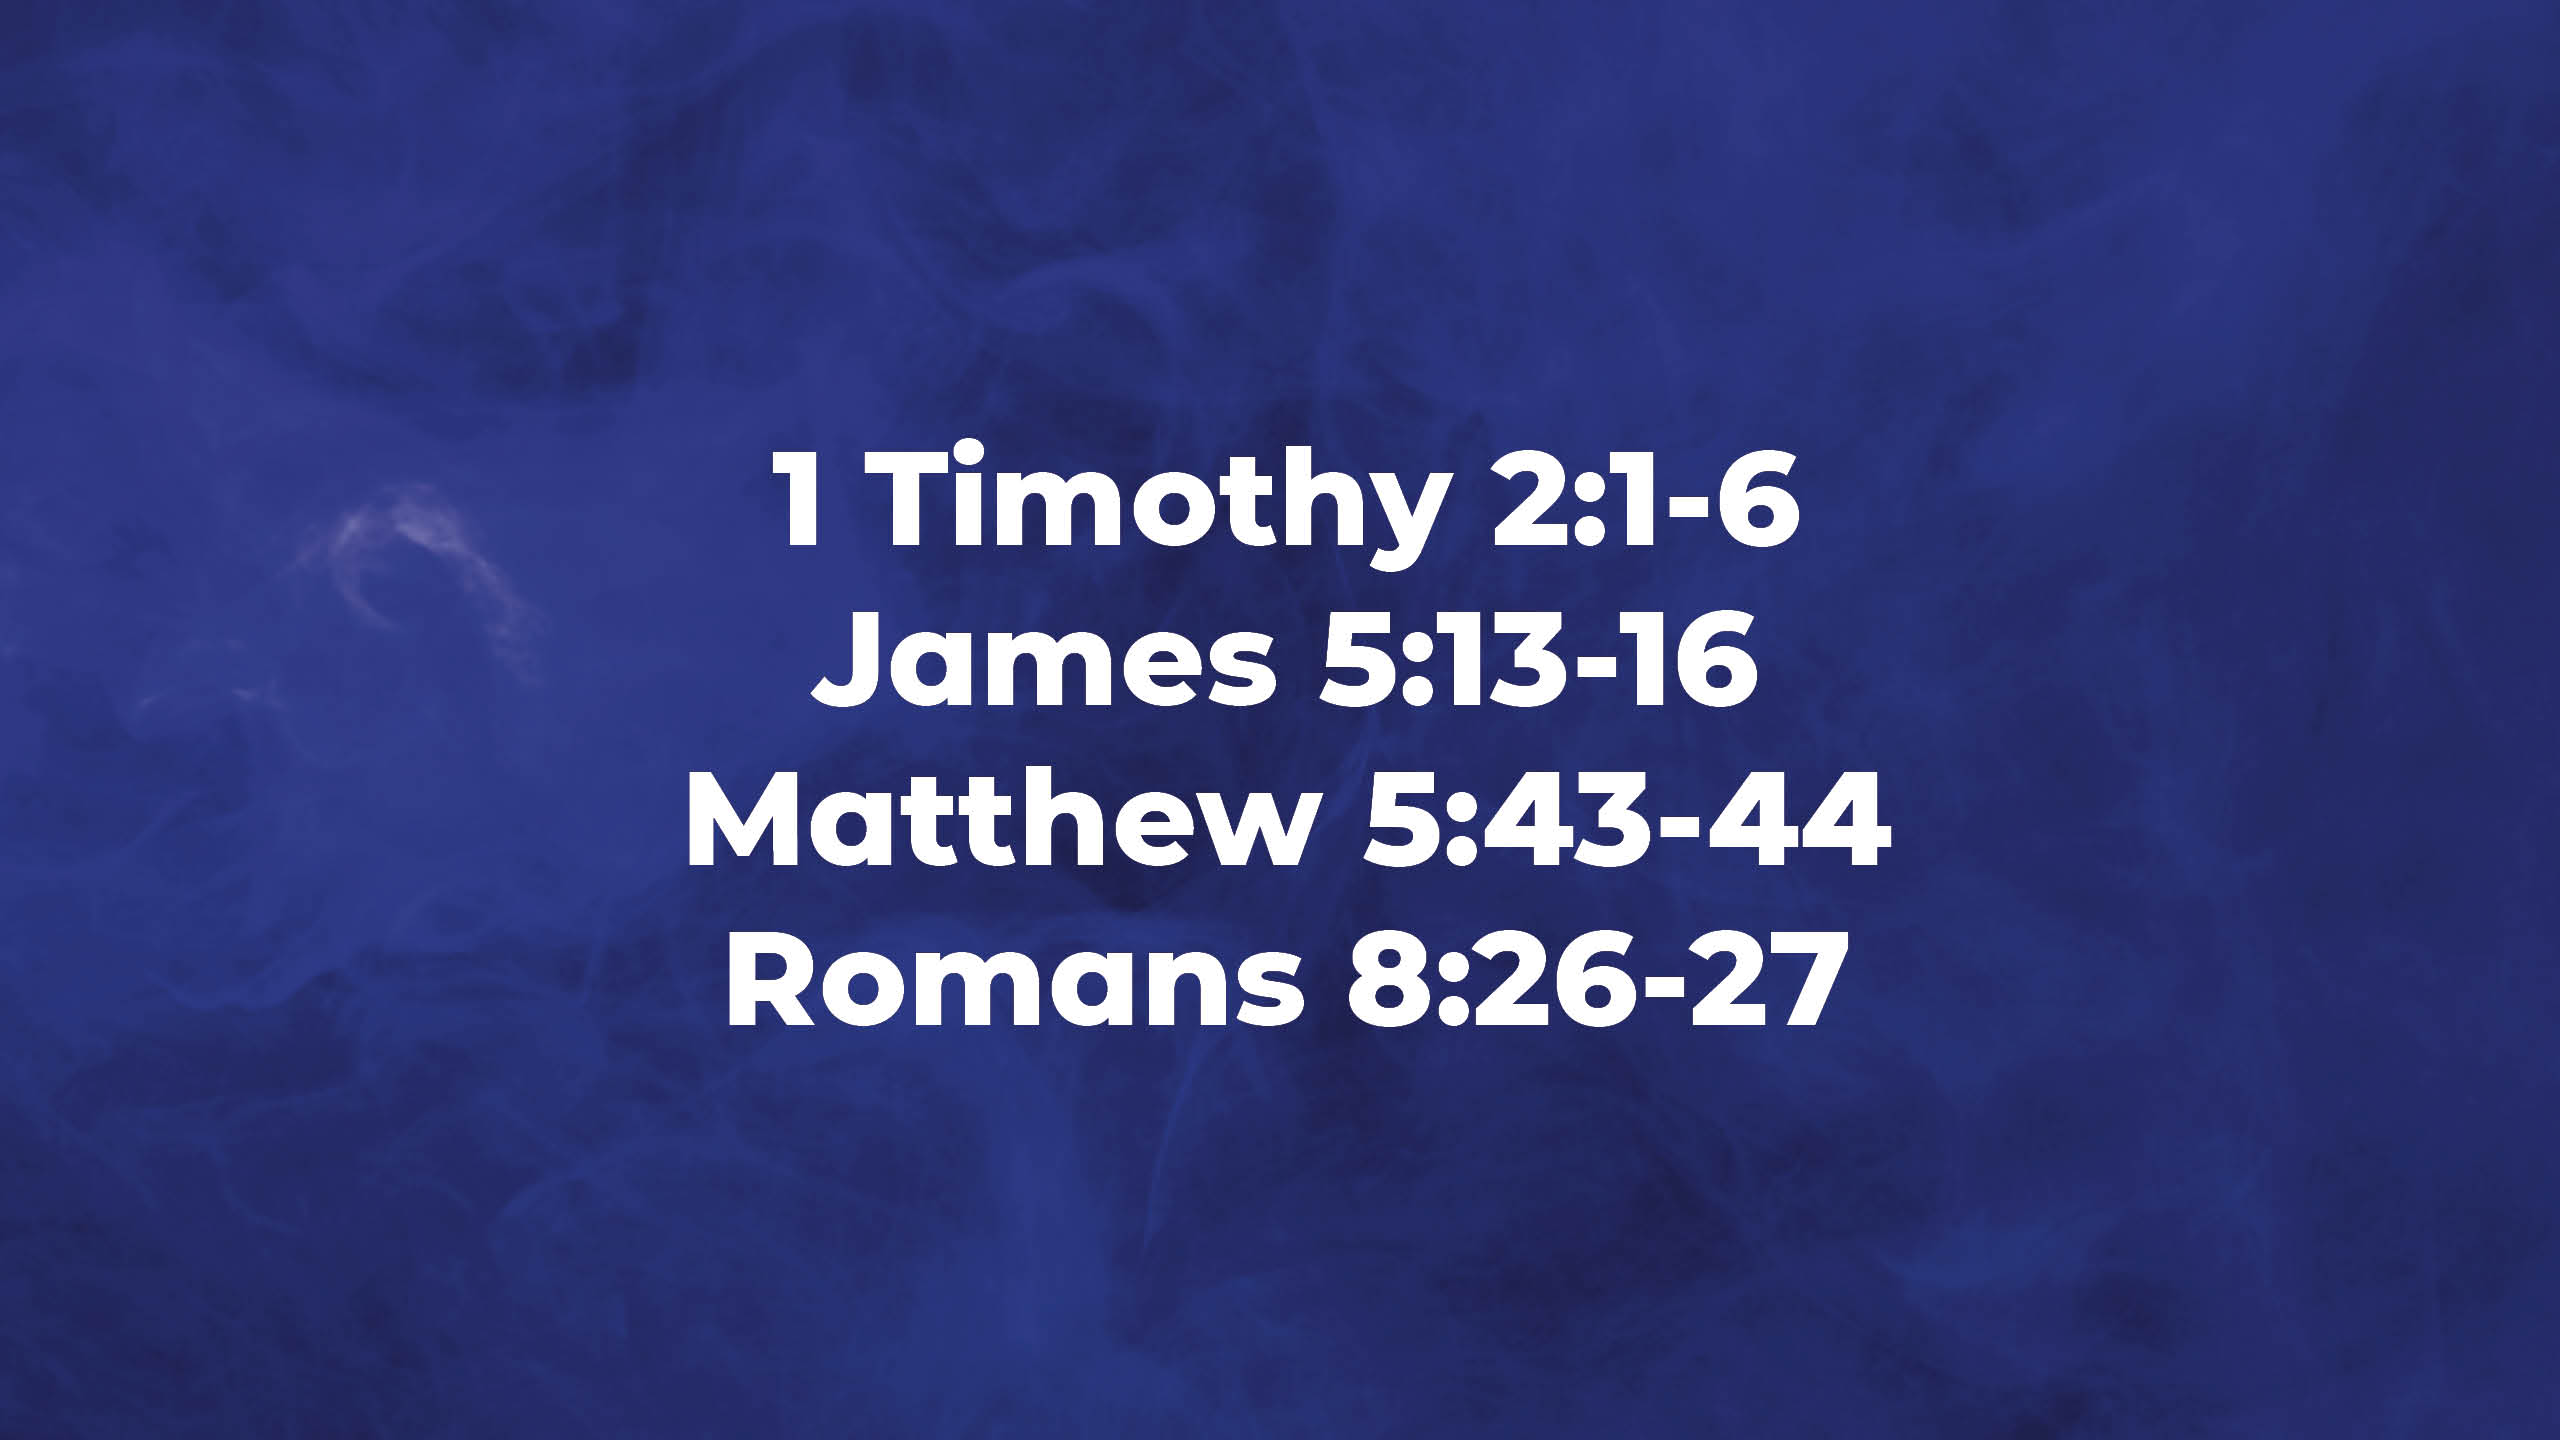 1 Timothy 2:1-6
James 5:13-16
Matthew 5:43-44
Romans 8:26-27